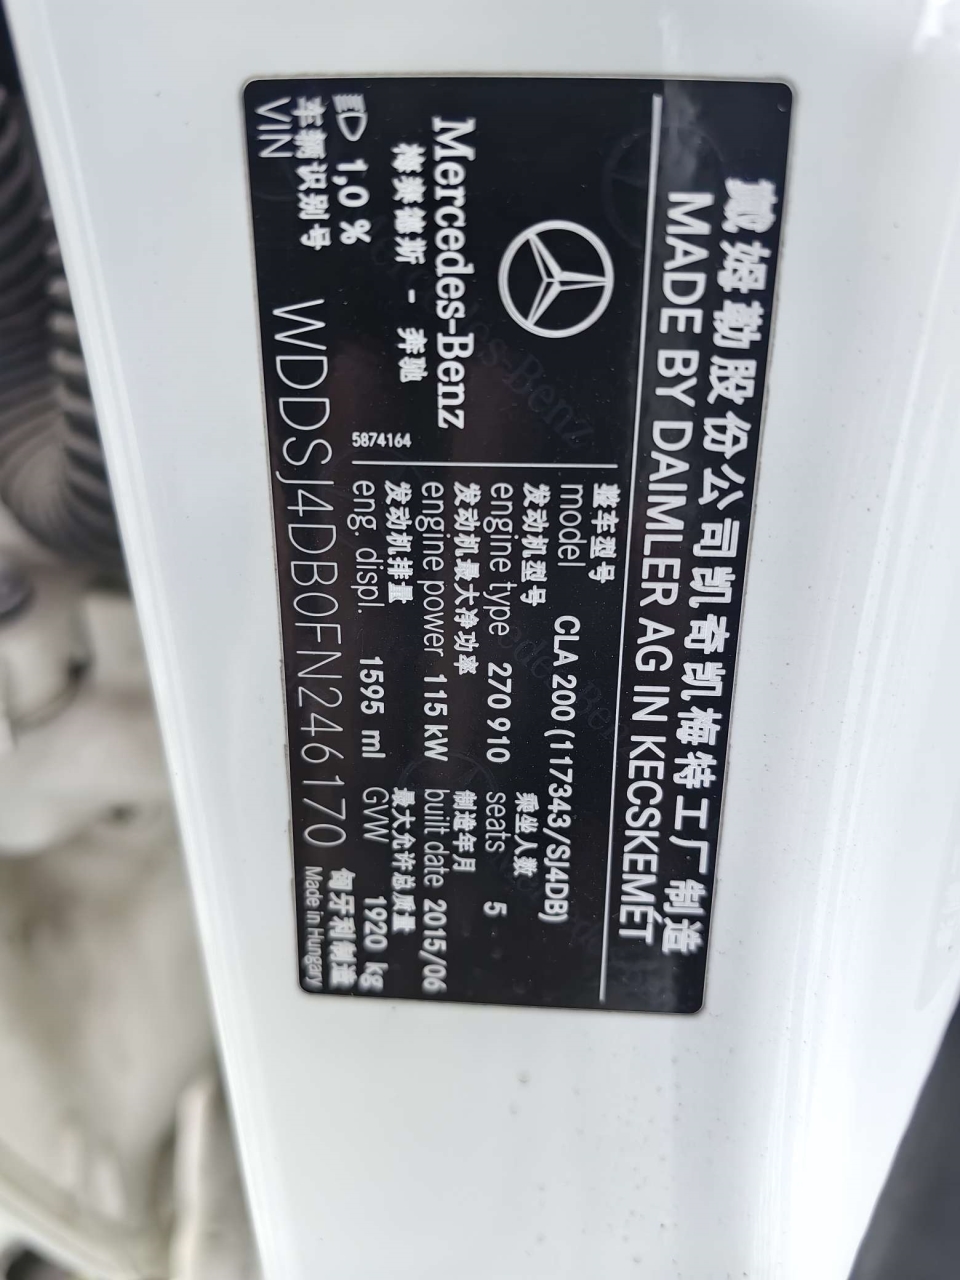 戴姆勒股份公司凯奇凯梅特工厂制造
MADE BY DAIMLER AG IN KECSKEMÉT
Mercedes-Benz
梅赛德斯 - 奔驰
5874164
整车型号
model CLA 200 (117343/SJ4DB)
发动机型号 乘坐人数
engine type 270 910 seats 5
发动机最大净功率 制造年月
engine power 115 kW built date 2015/06
发动机排量 最大允许总质量
eng. displ. 1595 ml GVW 1920 kg
1,0 %
车辆识别号 匈牙利制造
VIN WDDSJ4DB0FN246170 Made in Hungary